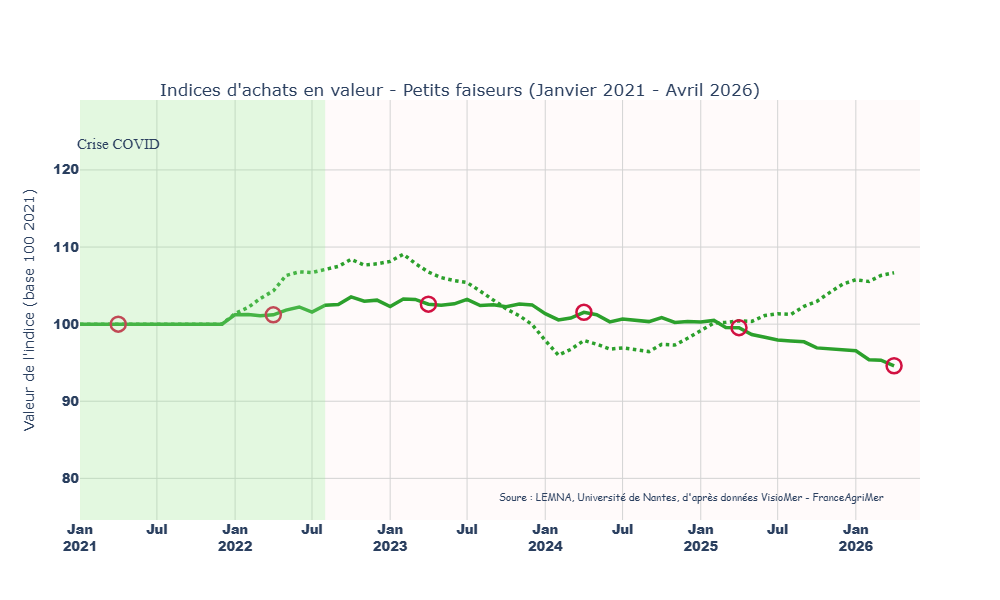 Indices d'achats en valeur - Petits faiseurs (Janvier 2021 - Avril 2026)
Crise COVID
Valeur de l'Indice (base 100 2021)
120
110
100
90
80
Soure : LEMNA, Université de Nantes, d'après données VisioMer - FranceAgriMer
Jan Jul Jan Jul Jan Jul Jan Jul Jan Jul Jan
2021 2022 2023 2024 2025 2026